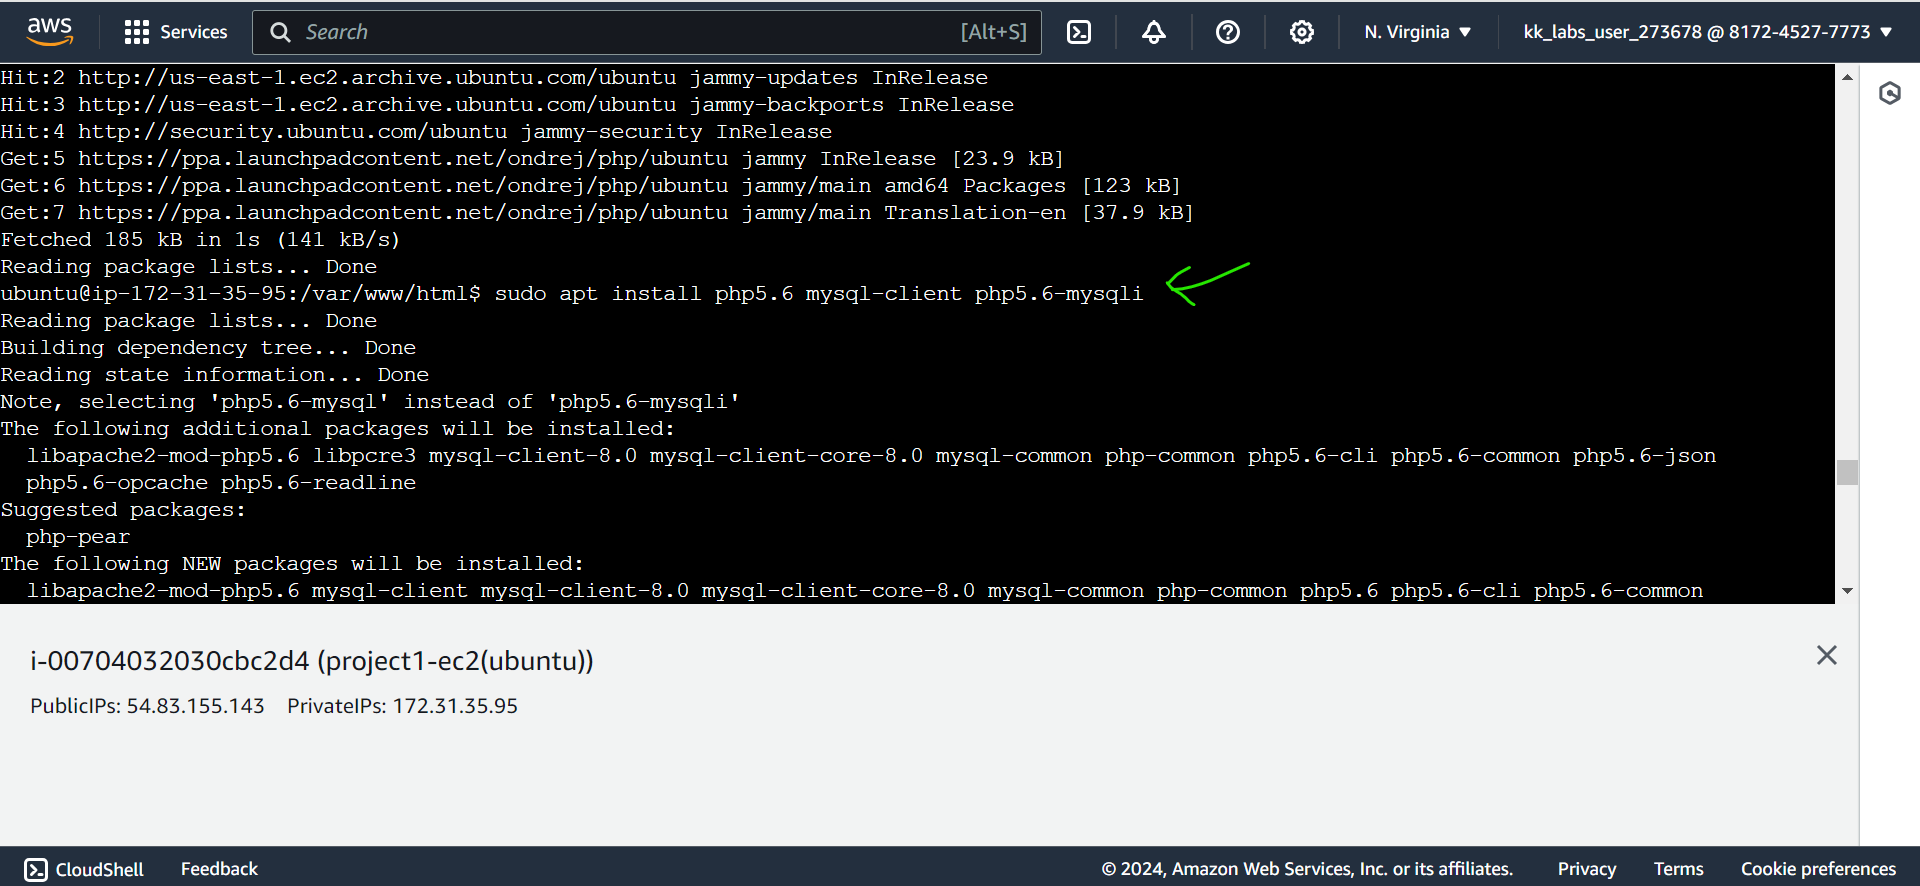 aws Services Search [Alt+S] N. Virginia kk_labs_user_273678 @ 8172-4527-7773
Hit:2 http://us-east-1.ec2.archive.ubuntu.com/ubuntu jammy-updates InRelease
Hit:3 http://us-east-1.ec2.archive.ubuntu.com/ubuntu jammy-backports InRelease
Hit:4 http://security.ubuntu.com/ubuntu jammy-security InRelease
Get:5 https://ppa.launchpadcontent.net/ondrej/php/ubuntu jammy InRelease [23.9 kB]
Get:6 https://ppa.launchpadcontent.net/ondrej/php/ubuntu jammy/main amd64 Packages [123 kB]
Get:7 https://ppa.launchpadcontent.net/ondrej/php/ubuntu jammy/main Translation-en [37.9 kB]
Fetched 185 kB in 1s (141 kB/s)
Reading package lists... Done
ubuntu@ip-172-31-35-95:/var/www/html$ sudo apt install php5.6 mysql-client php5.6-mysqli
Reading package lists... Done
Building dependency tree... Done
Reading state information... Done
Note, selecting 'php5.6-mysql' instead of 'php5.6-mysqli'
The following additional packages will be installed:
libapache2-mod-php5.6 libpcre3 mysql-client-8.0 mysql-client-core-8.0 mysql-common php-common php5.6-cli php5.6-common php5.6-json
php5.6-opcache php5.6-readline
Suggested packages:
php-pear
The following NEW packages will be installed:
libapache2-mod-php5.6 mysql-client mysql-client-8.0 mysql-client-core-8.0 mysql-common php-common php5.6 php5.6-cli php5.6-common
i-00704032030cbc2d4 (project1-ec2(ubuntu))
PublicIPs: 54.83.155.143 PrivateIPs: 172.31.35.95
CloudShell Feedback © 2024, Amazon Web Services, Inc. or its affiliates. Privacy Terms Cookie preferences